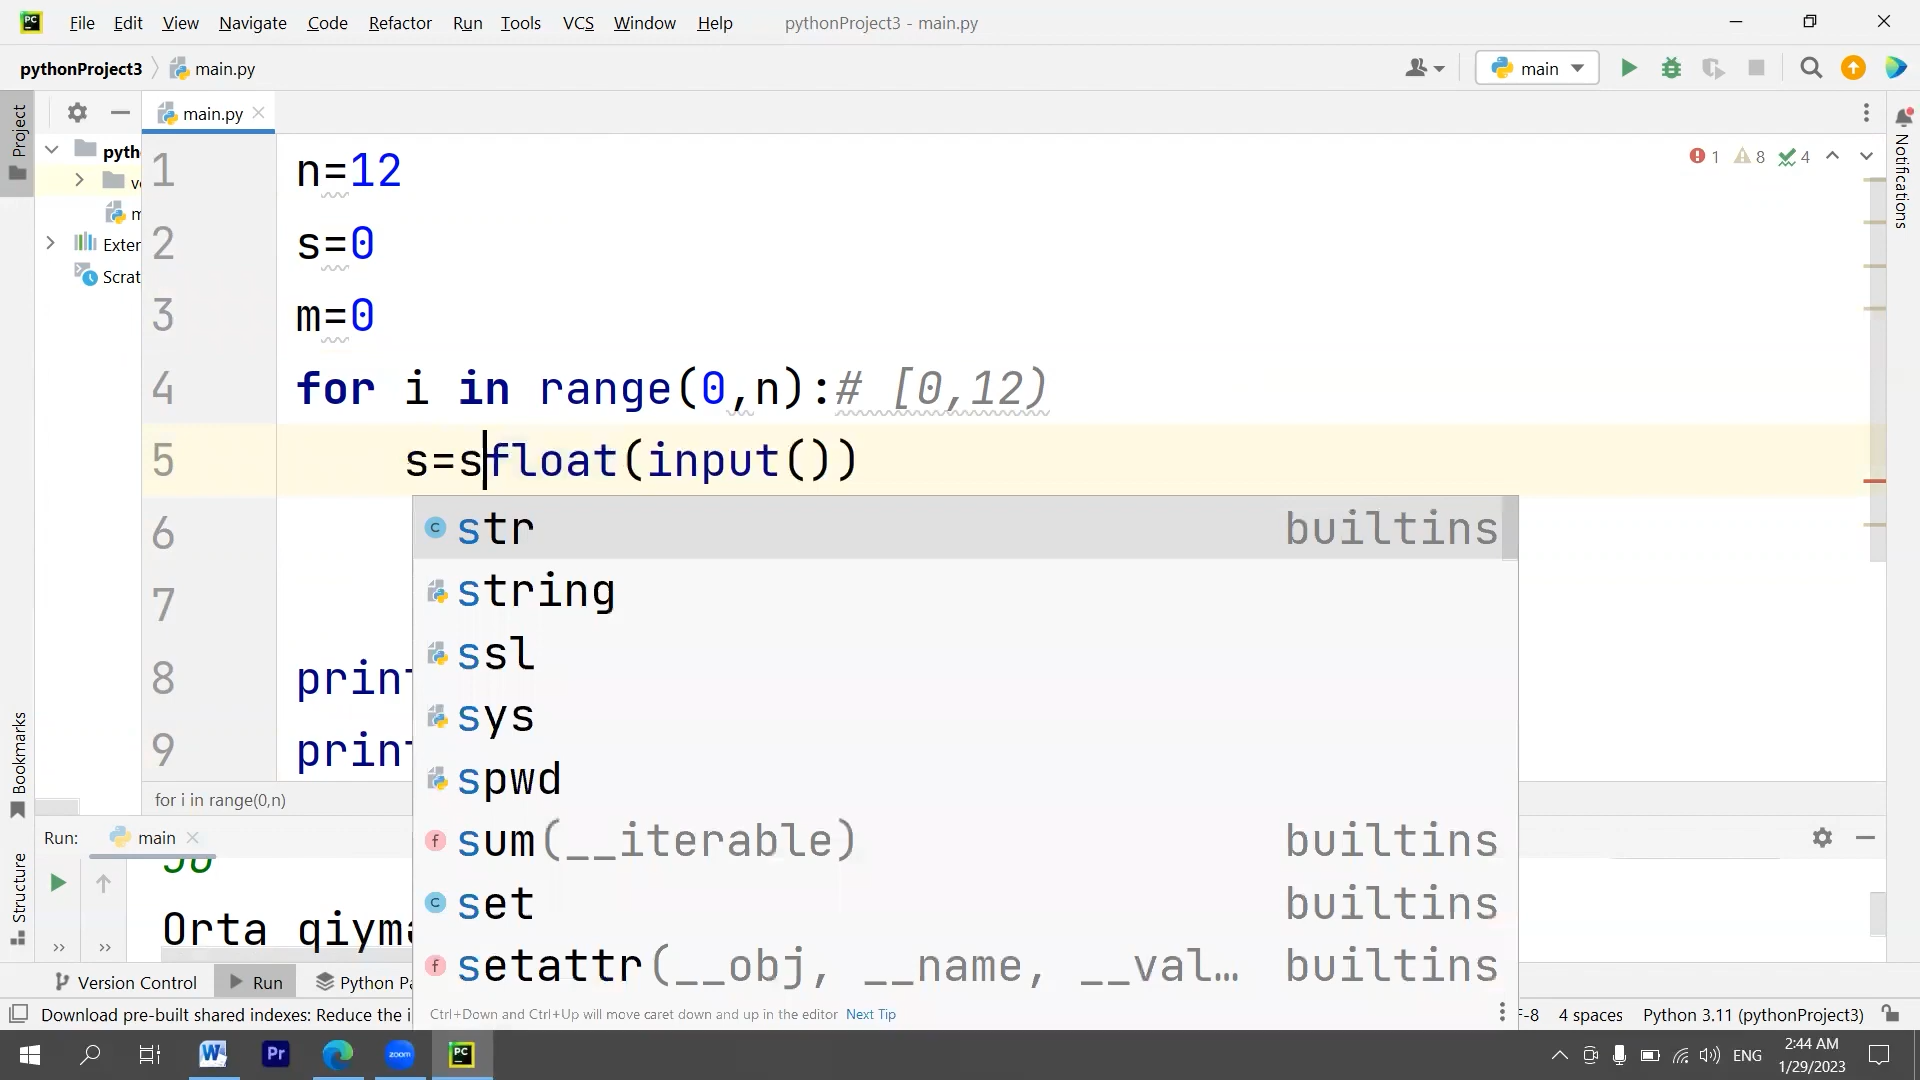 File Edit View Navigate Code Refactor Run Tools VCS Window Help pythonProject3 - main.py
pythonProject3 main.py main
Project main.py
pyth
Exter
Scrat
1 n=12
2 s=0
3 m=0
4 for i in range(0,n):# [0,12)
5 s=sfloat(input())
6
7
8 prin
9 prin
1 8 4
Notifications
str builtins
string
ssl
sys
spwd
sum(__iterable) builtins
set builtins
setattr(__obj, __name, __val… builtins
Ctrl+Down and Ctrl+Up will move caret down and up in the editor Next Tip
for i in range(0,n)
Bookmarks
Structure
Run: main
Orta qiym
Version Control Run Python Pa
Download pre-built shared indexes: Reduce the i F-8 4 spaces Python 3.11 (pythonProject3)
W Pr zoom PC ENG 2:44 AM
1/29/2023